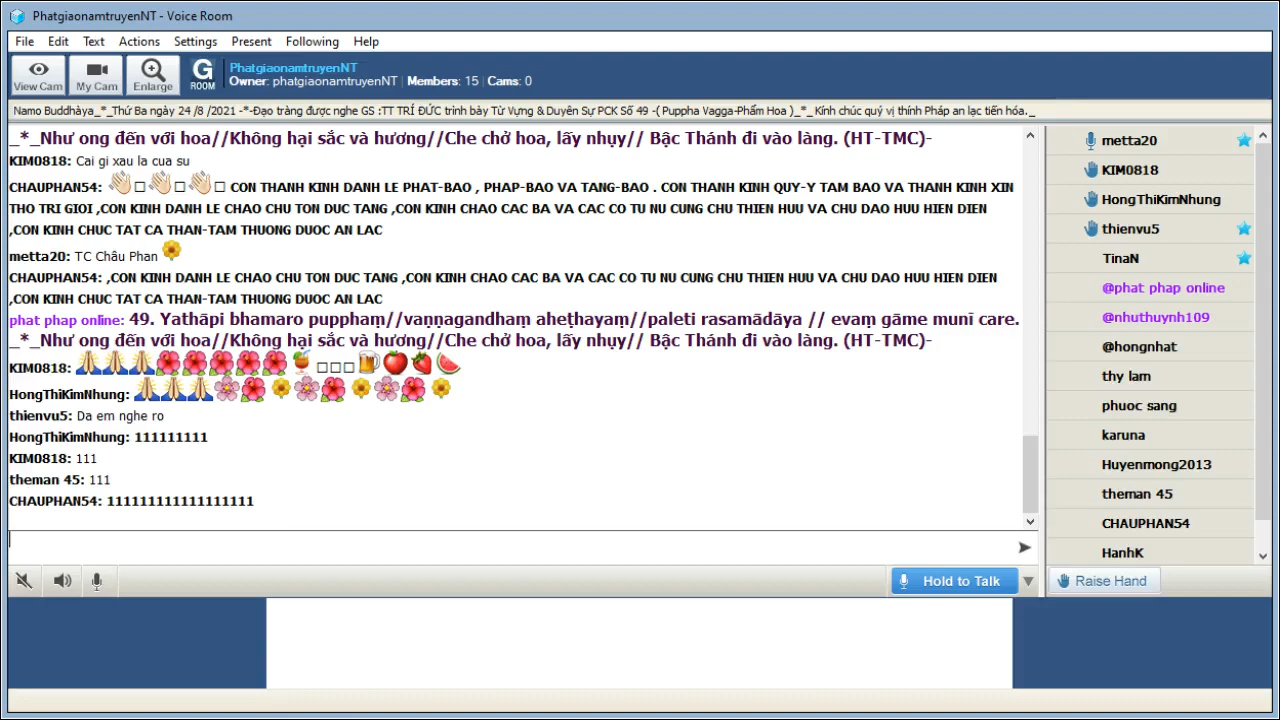 PhatgiaonamtruyenNT - Voice Room
File Edit Text Actions Settings Present Following Help
View Cam My Cam Enlarge G ROOM
PhatgiaonamtruyenNT
Owner: phatgiaonamtruyenNT | Members: 15 | Cams: 0
Namo Buddhàya_*_Thứ Ba ngày 24 /8 /2021 -*-Đạo tràng được nghe GS :TT TRÍ ĐỨC trình bày Từ Vựng & Duyên Sự PCK Số 49 -( Puppha Vagga-Phẩm Hoa )_*_ Kính chúc quý vị thính Pháp an lạc tiến hóa._
_*_Như ong đến với hoa//Không hại sắc và hương//Che chở hoa, lấy nhụy// Bậc Thánh đi vào làng. (HT-TMC)-
KIM0818: Cai gi xau la cua su
CHAUPHAN54: 👋🏻□👋🏻□👋🏻□ CON THANH KINH DANH LE PHAT-BAO , PHAP-BAO VA TANG-BAO . CON THANH KINH QUY-Y TAM BAO VA THANH KINH XIN
THO TRI GIOI ,CON KINH DANH LE CHAO CHU TON DUC TANG ,CON KINH CHAO CAC BA VA CAC CO TU NU CUNG CHU THIEN HUU VA CHU DAO HUU HIEN DIEN
,CON KINH CHUC TAT CA THAN-TAM THUONG DUOC AN LAC
metta20: TC Châu Phan
CHAUPHAN54: ,CON KINH DANH LE CHAO CHU TON DUC TANG ,CON KINH CHAO CAC BA VA CAC CO TU NU CUNG CHU THIEN HUU VA CHU DAO HUU HIEN DIEN
,CON KINH CHUC TAT CA THAN-TAM THUONG DUOC AN LAC
phat phap online: 49. Yathāpi bhamaro pupphaṃ//vaṇṇagandhaṃ aheṭhayaṃ//paleti rasamādāya // evaṃ gāme munī care.
_*_Như ong đến với hoa//Không hại sắc và hương//Che chở hoa, lấy nhụy// Bậc Thánh đi vào làng. (HT-TMC)-
KIM0818:
HongThiKimNhung:
thienvu5: Da em nghe ro
HongThiKimNhung: 111111111
KIM0818: 111
theman 45: 111
CHAUPHAN54: 111111111111111111
Hold to Talk
metta20
KIM0818
HongThiKimNhung
thienvu5
TinaN
@phat phap online
@nhuthuynh109
@hongnhat
thy lam
phuoc sang
karuna
Huyenmong2013
theman 45
CHAUPHAN54
HanhK
Raise Hand